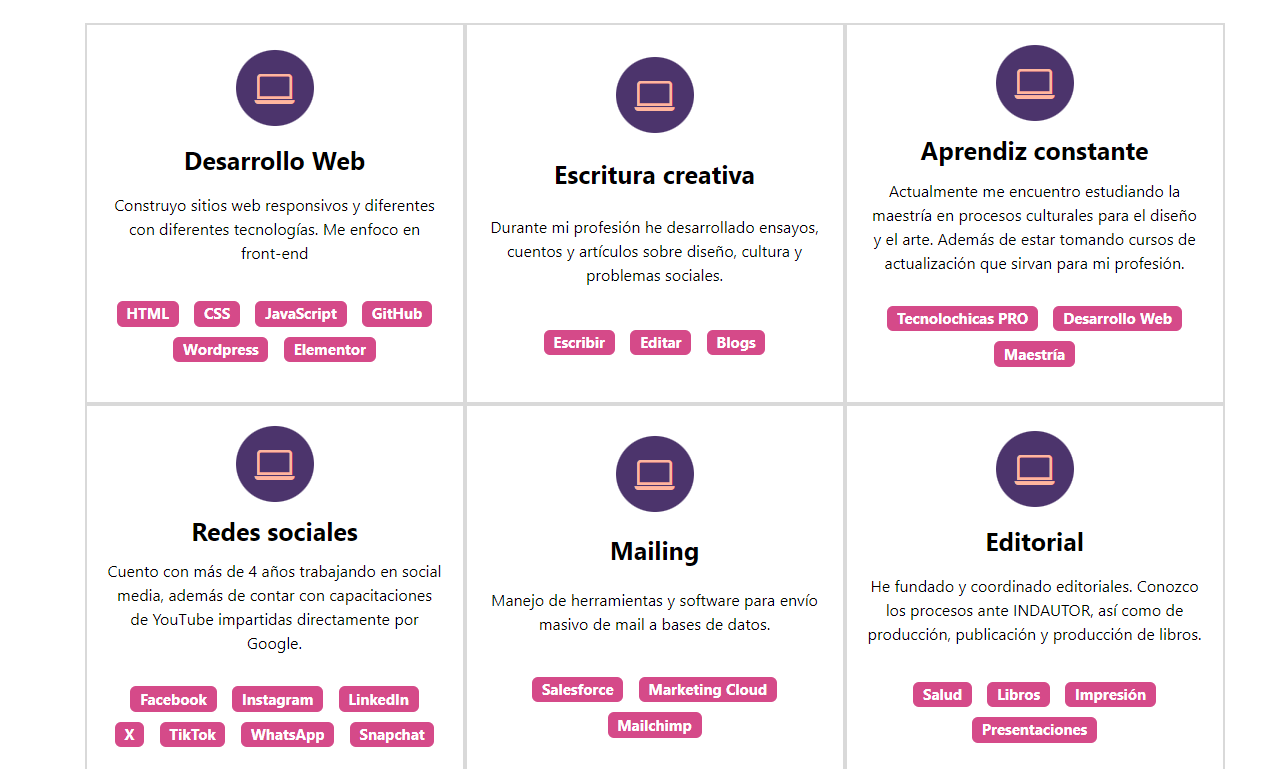 Desarrollo Web
Construyo sitios web responsivos y diferentes
con diferentes tecnologías. Me enfoco en
front-end
HTML CSS JavaScript GitHub
Wordpress Elementor
Escritura creativa
Durante mi profesión he desarrollado ensayos,
cuentos y artículos sobre diseño, cultura y
problemas sociales.
Escribir Editar Blogs
Aprendiz constante
Actualmente me encuentro estudiando la
maestría en procesos culturales para el diseño
y el arte. Además de estar tomando cursos de
actualización que sirvan para mi profesión.
Tecnolochicas PRO Desarrollo Web
Maestría
Redes sociales
Cuento con más de 4 años trabajando en social
media, además de contar con capacitaciones
de YouTube impartidas directamente por
Google.
Facebook Instagram LinkedIn
X TikTok WhatsApp Snapchat
Mailing
Manejo de herramientas y software para envío
masivo de mail a bases de datos.
Salesforce Marketing Cloud
Mailchimp
Editorial
He fundado y coordinado editoriales. Conozco
los procesos ante INDAUTOR, así como de
producción, publicación y producción de libros.
Salud Libros Impresión
Presentaciones